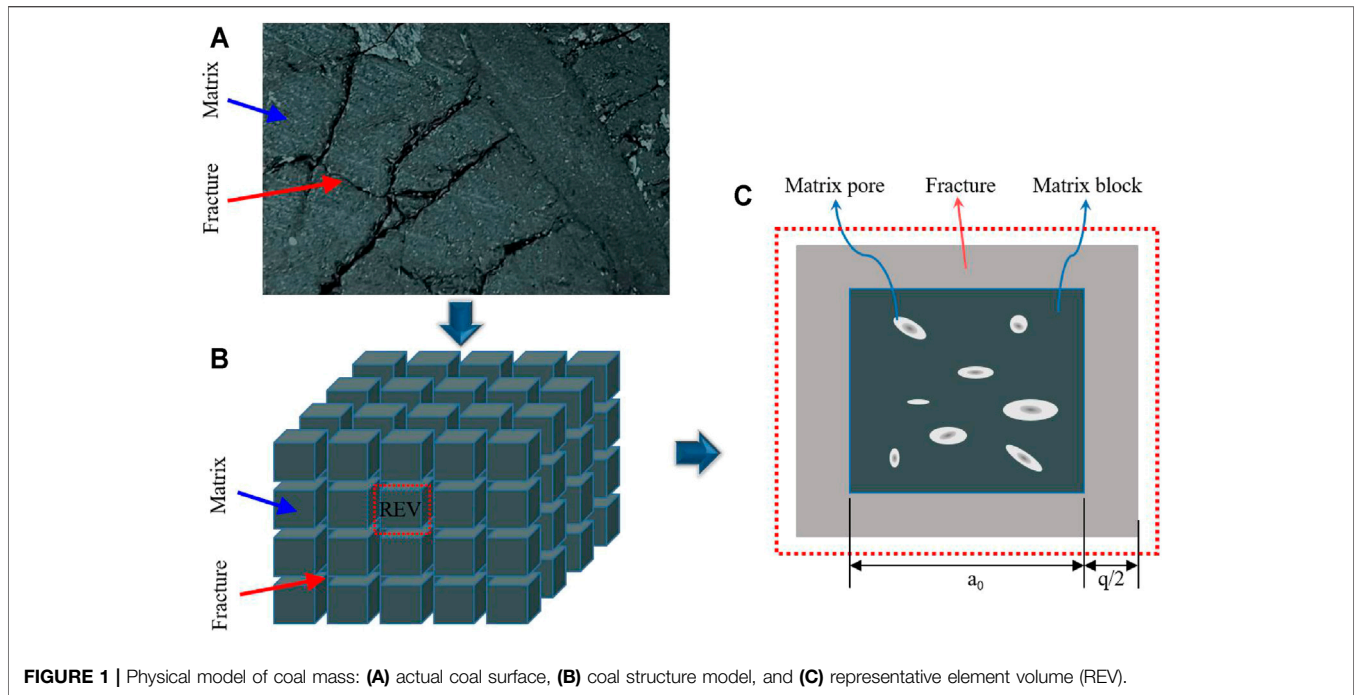 A
Matrix
Fracture
B
Matrix
Fracture
REV
C
Matrix pore
Fracture
Matrix block
a₀
q/2
FIGURE 1 | Physical model of coal mass: (A) actual coal surface, (B) coal structure model, and (C) representative element volume (REV).